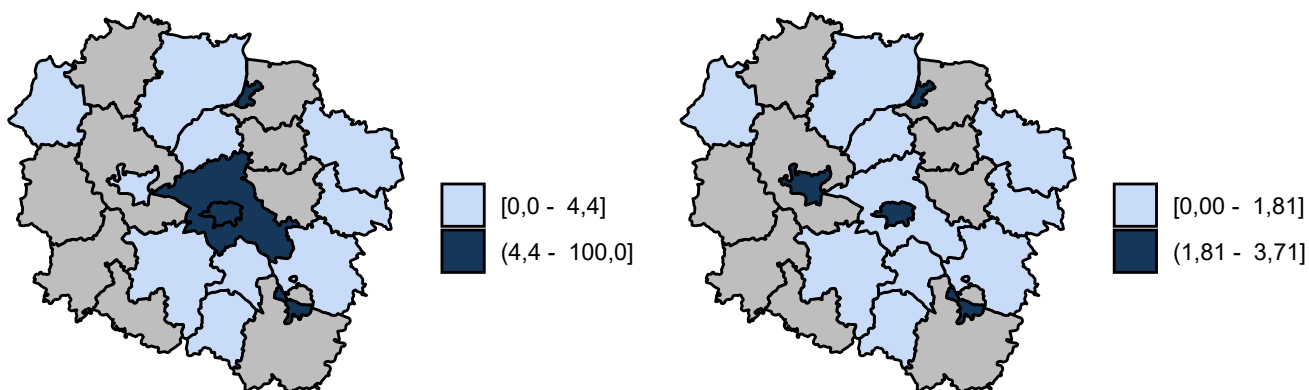 [0,0 - 4,4]
(4,4 - 100,0]
[0,00 - 1,81]
(1,81 - 3,71]